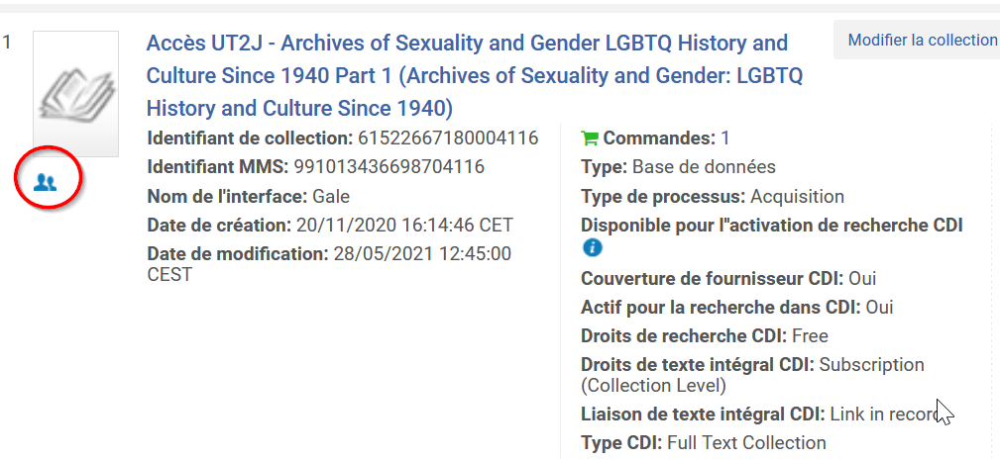 1
Accès UT2J - Archives of Sexuality and Gender LGBTQ History and
Culture Since 1940 Part 1 (Archives of Sexuality and Gender: LGBTQ
History and Culture Since 1940)
Modifier la collection
Identifiant de collection: 61522667180004116
Identifiant MMS: 991013436698704116
Nom de l'interface: Gale
Date de création: 20/11/2020 16:14:46 CET
Date de modification: 28/05/2021 12:45:00
CEST
Commandes: 1
Type: Base de données
Type de processus: Acquisition
Disponible pour l''activation de recherche CDI
i
Couverture de fournisseur CDI: Oui
Actif pour la recherche dans CDI: Oui
Droits de recherche CDI: Free
Droits de texte intégral CDI: Subscription
(Collection Level)
Liaison de texte intégral CDI: Link in record
Type CDI: Full Text Collection